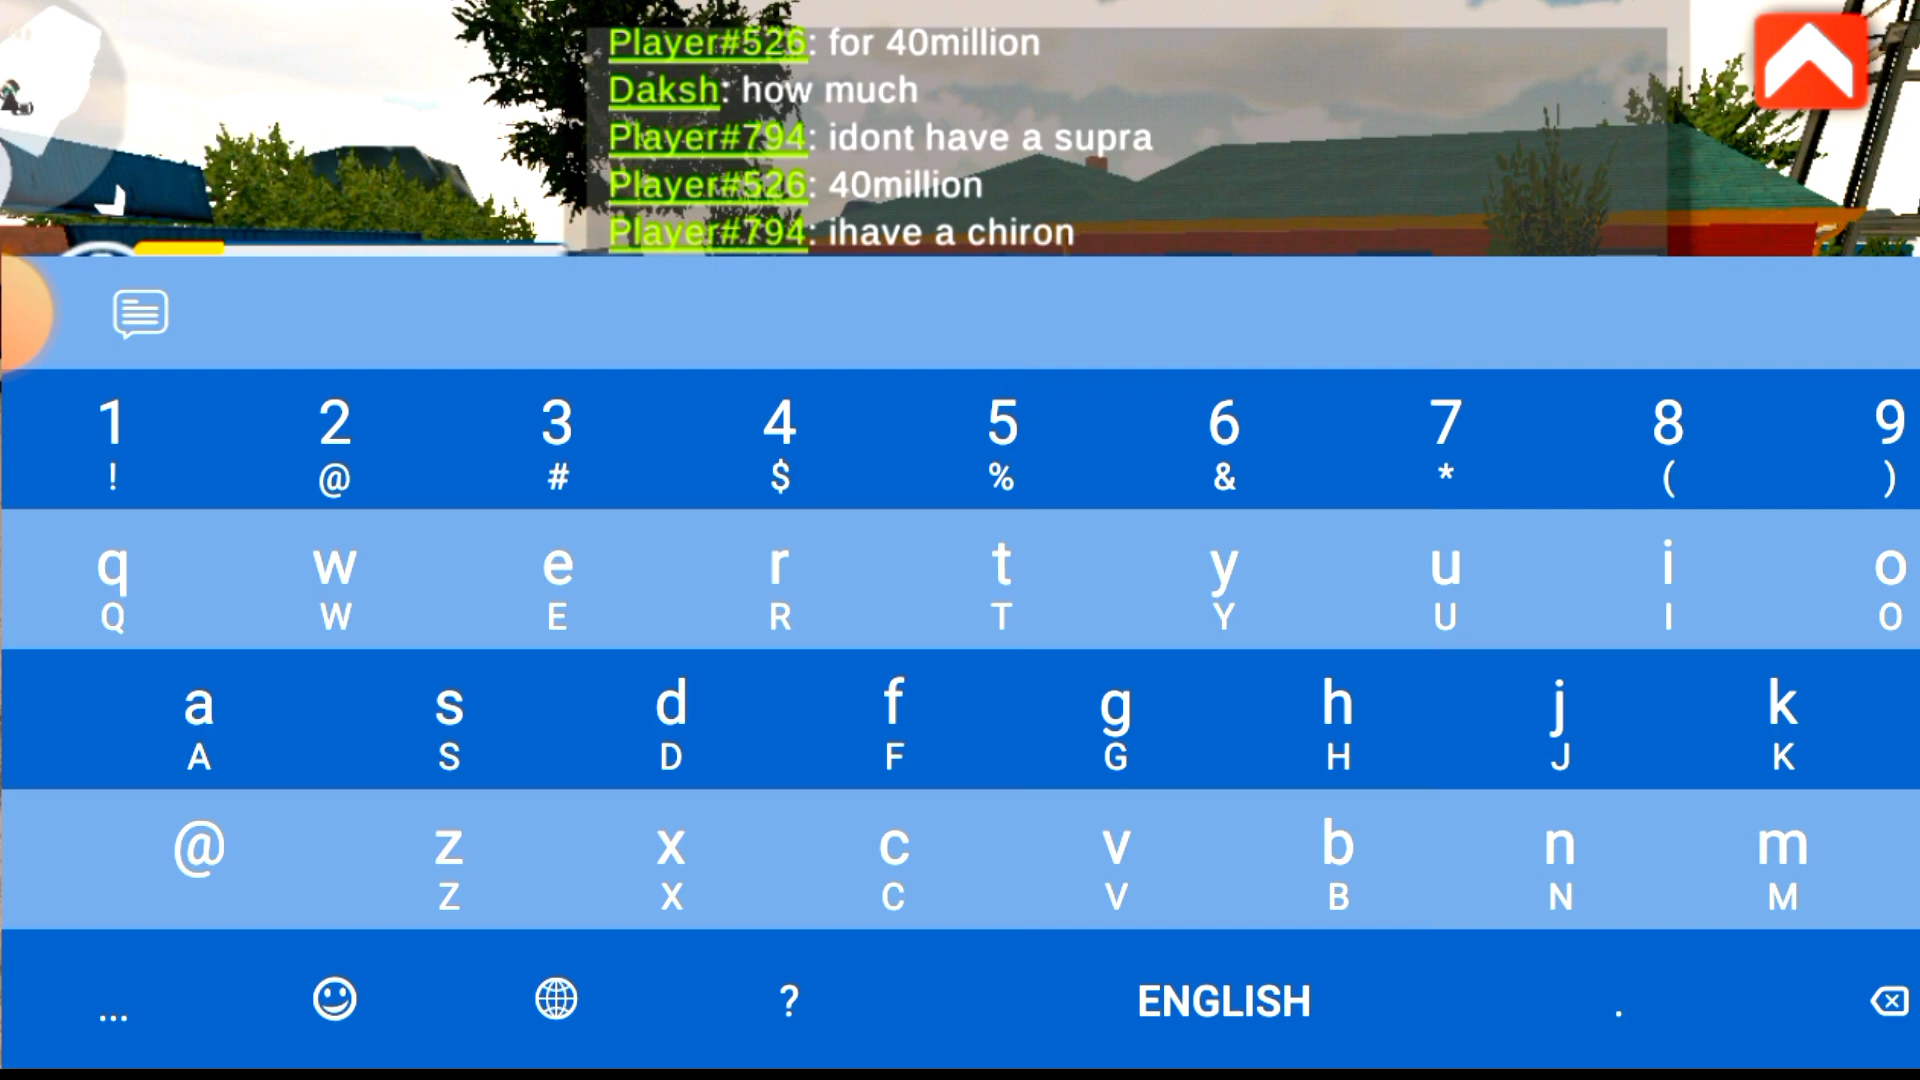 Player#526: for 40million
Daksh: how much
Player#794: idont have a supra
Player#526: 40million
Player#794: ihave a chiron
1 2 3 4 5 6 7 8 9
! @ # $ % & * ( )
q w e r t y u i o
Q W E R T Y U I O
a s d f g h j k
A S D F G H J K
@ z x c v b n m
Z X C V B N M
... ? ENGLISH .